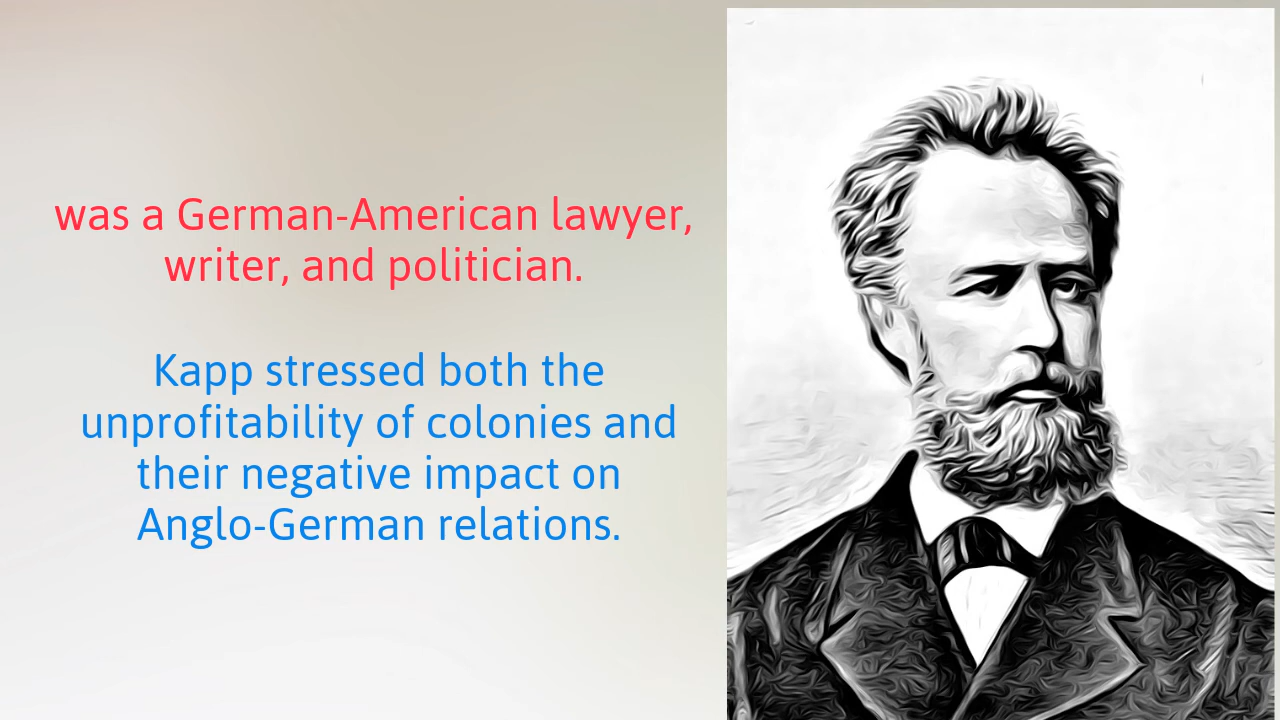 was a German-American lawyer,
writer, and politician.
Kapp stressed both the
unprofitability of colonies and
their negative impact on
Anglo-German relations.